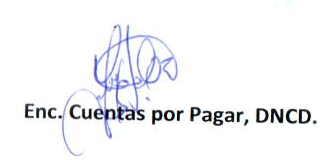 Enc. Cuentas por Pagar, DNCD.